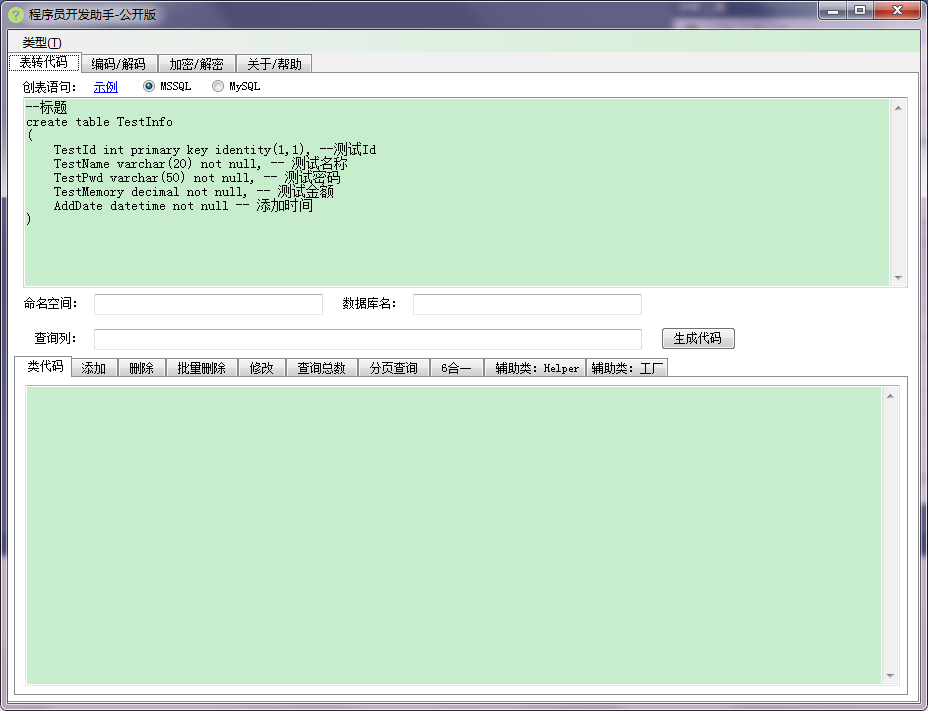 程序员开发助手-公开版
类型(T)
表转代码 编码/解码 加密/解密 关于/帮助
创表语句: 示例 MSSQL MySQL
--标题
create table TestInfo
(
    TestId int primary key identity(1,1), --测试Id
    TestName varchar(20) not null, -- 测试名称
    TestPwd varchar(50) not null, -- 测试密码
    TestMemory decimal not null, -- 测试金额
    AddDate datetime not null -- 添加时间
)
命名空间: 数据库名:
查询列: 生成代码
类代码 添加 删除 批量删除 修改 查询总数 分页查询 6合一 辅助类: Helper 辅助类: 工厂